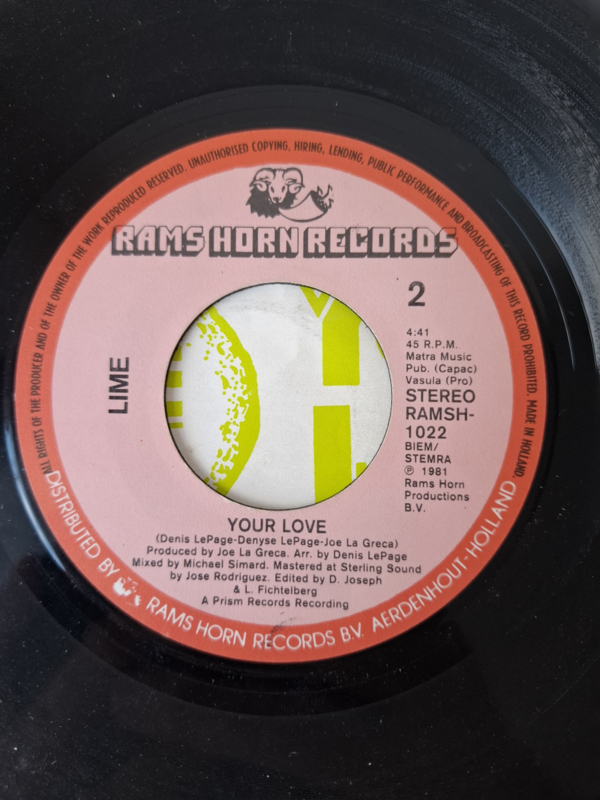 ALL RIGHTS OF THE PRODUCER AND OF THE OWNER OF THE WORK REPRODUCED RESERVED. UNAUTHORISED COPYING, HIRING, LENDING, PUBLIC PERFORMANCE AND BROADCASTING OF THIS RECORD PROHIBITED. MADE IN HOLLAND.
RAMS HORN RECORDS
2
LIME
4:41
45 R.P.M.
Matra Music
Pub. (Capac)
Vasula (Pro)
STEREO
RAMSH-
1022
BIEM/
STEMRA
℗ 1981
Rams Horn
Productions
B.V.
YOUR LOVE
(Denis LePage-Denyse LePage-Joe La Greca)
Produced by Joe La Greca. Arr. by Denis LePage
Mixed by Michael Simard. Mastered at Sterling Sound
by Jose Rodriguez. Edited by D. Joseph
& L. Fichtelberg
A Prism Records Recording
DISTRIBUTED BY RAMS HORN RECORDS B.V. AERDENHOUT-HOLLAND